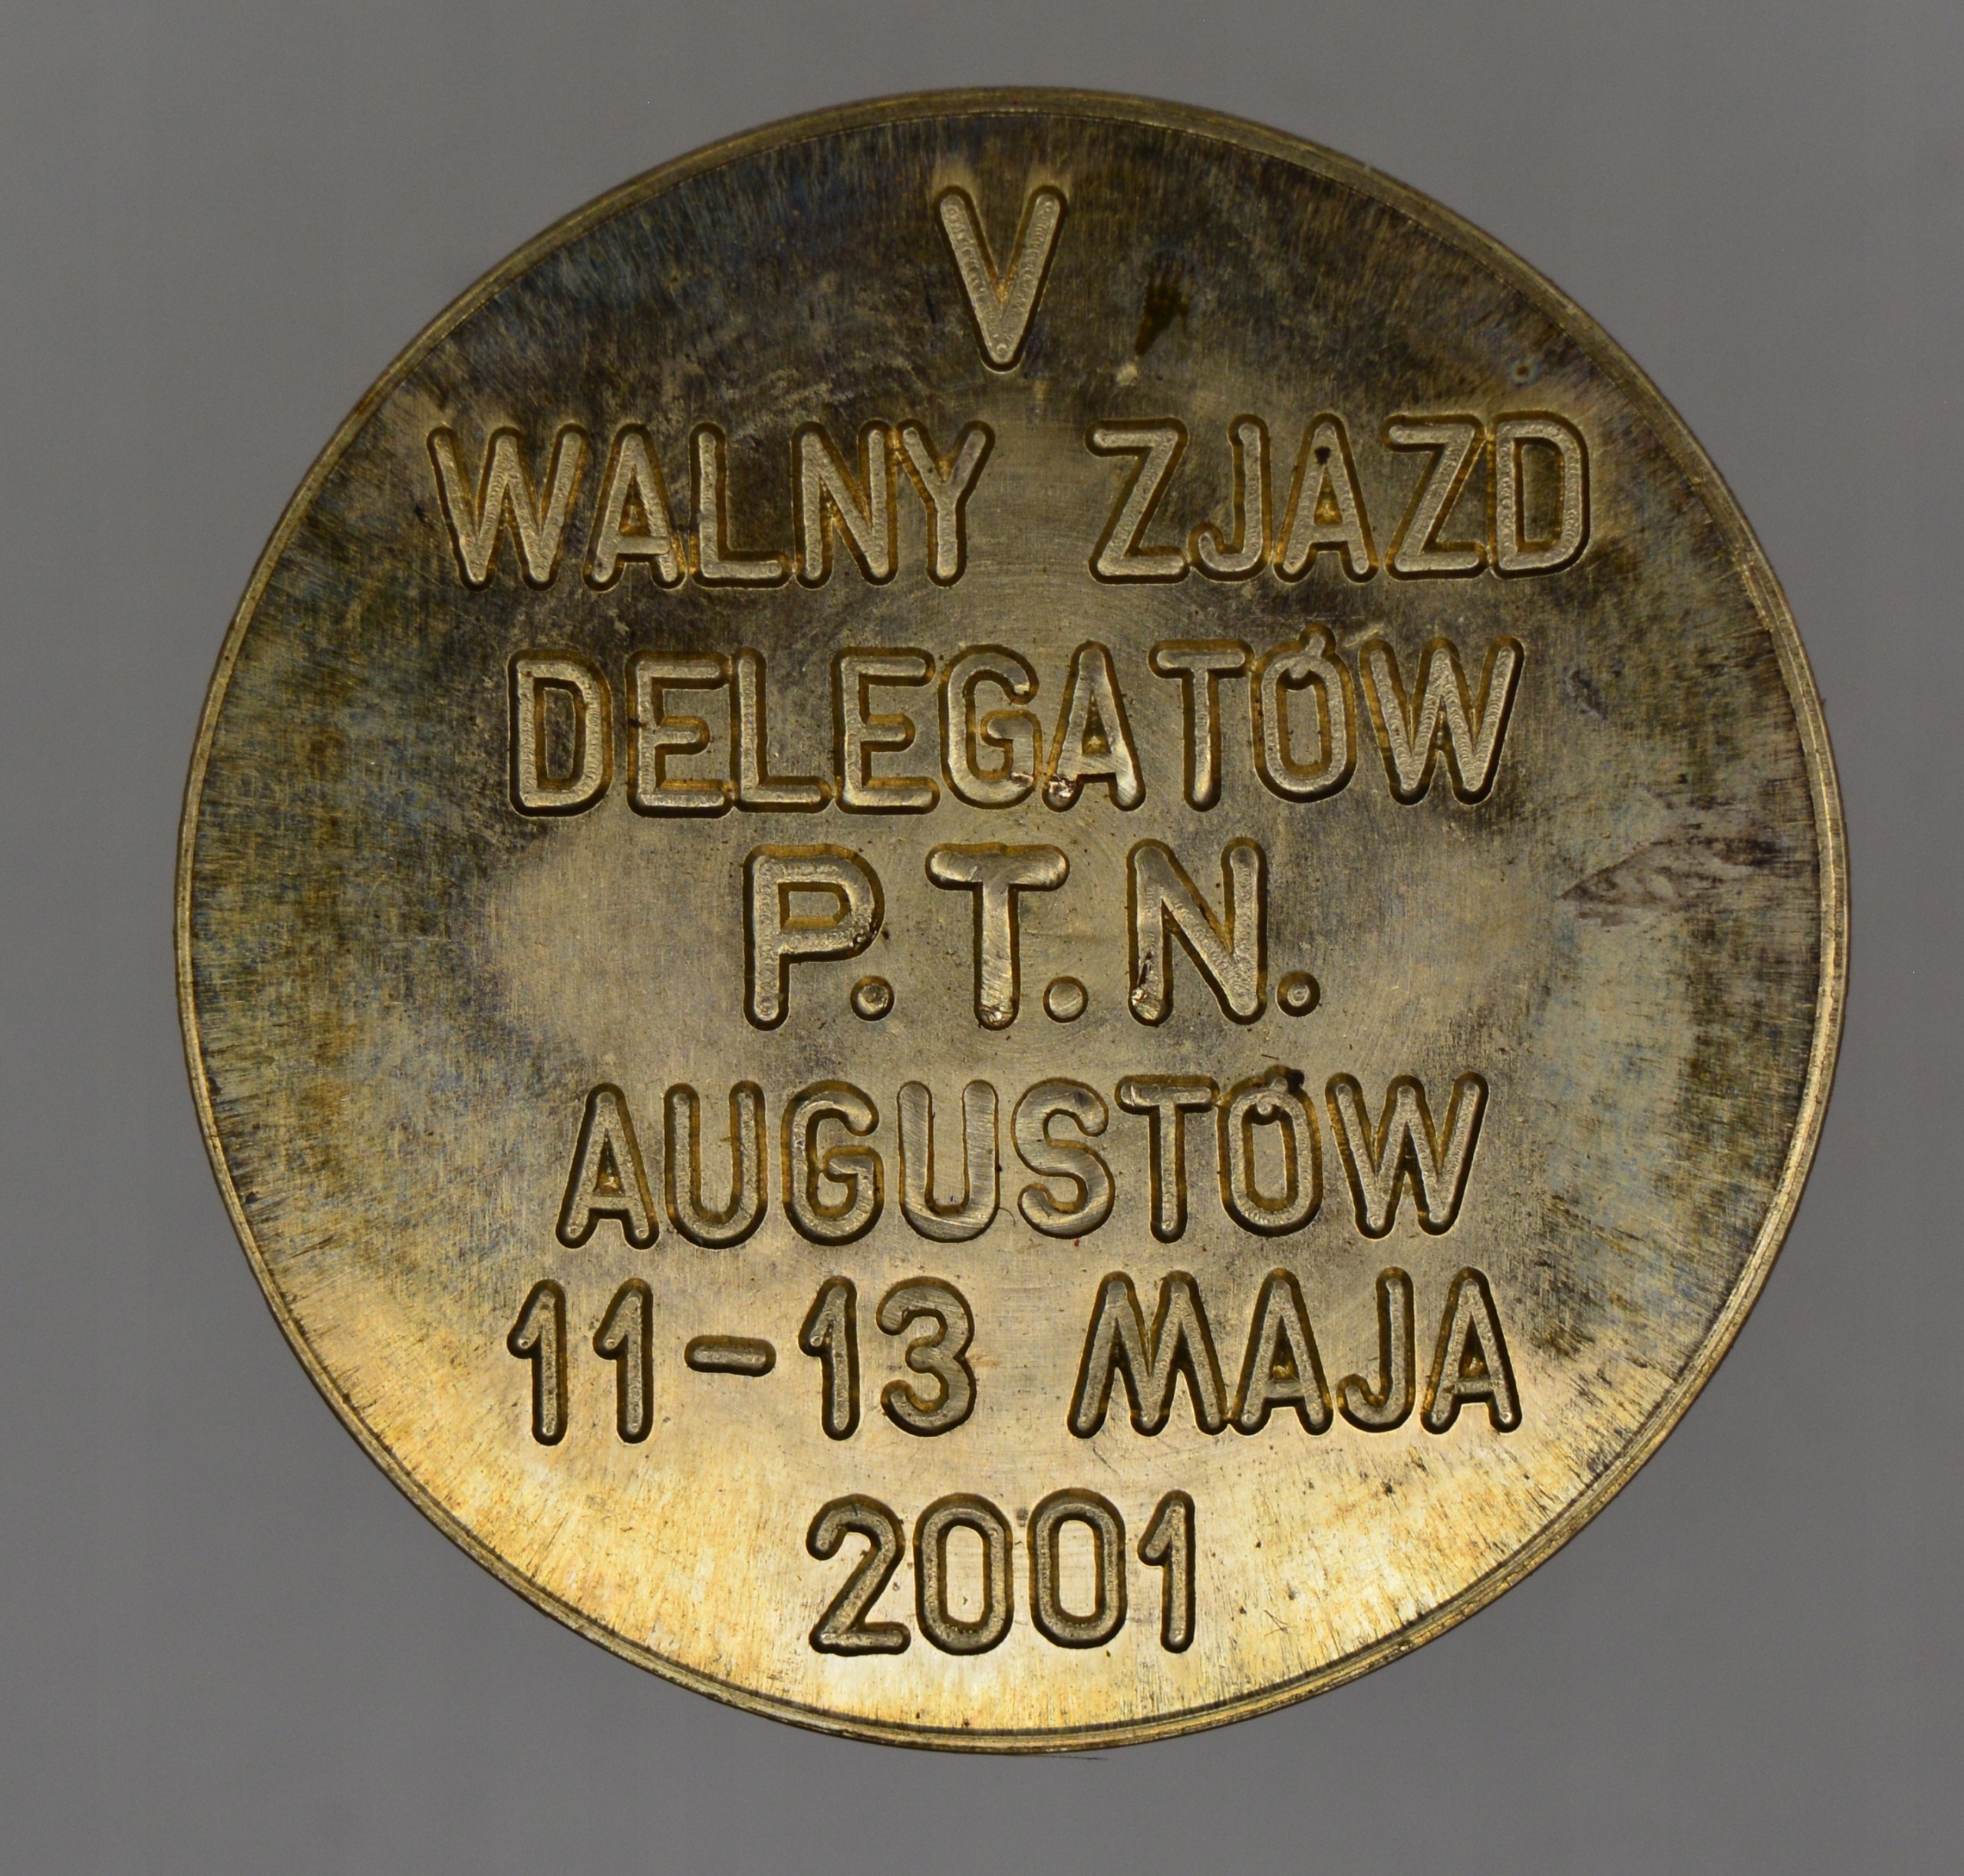 V
WALNY ZJAZD
DELEGATÓW
P.T.N.
AUGUSTÓW
11-13 MAJA
2001